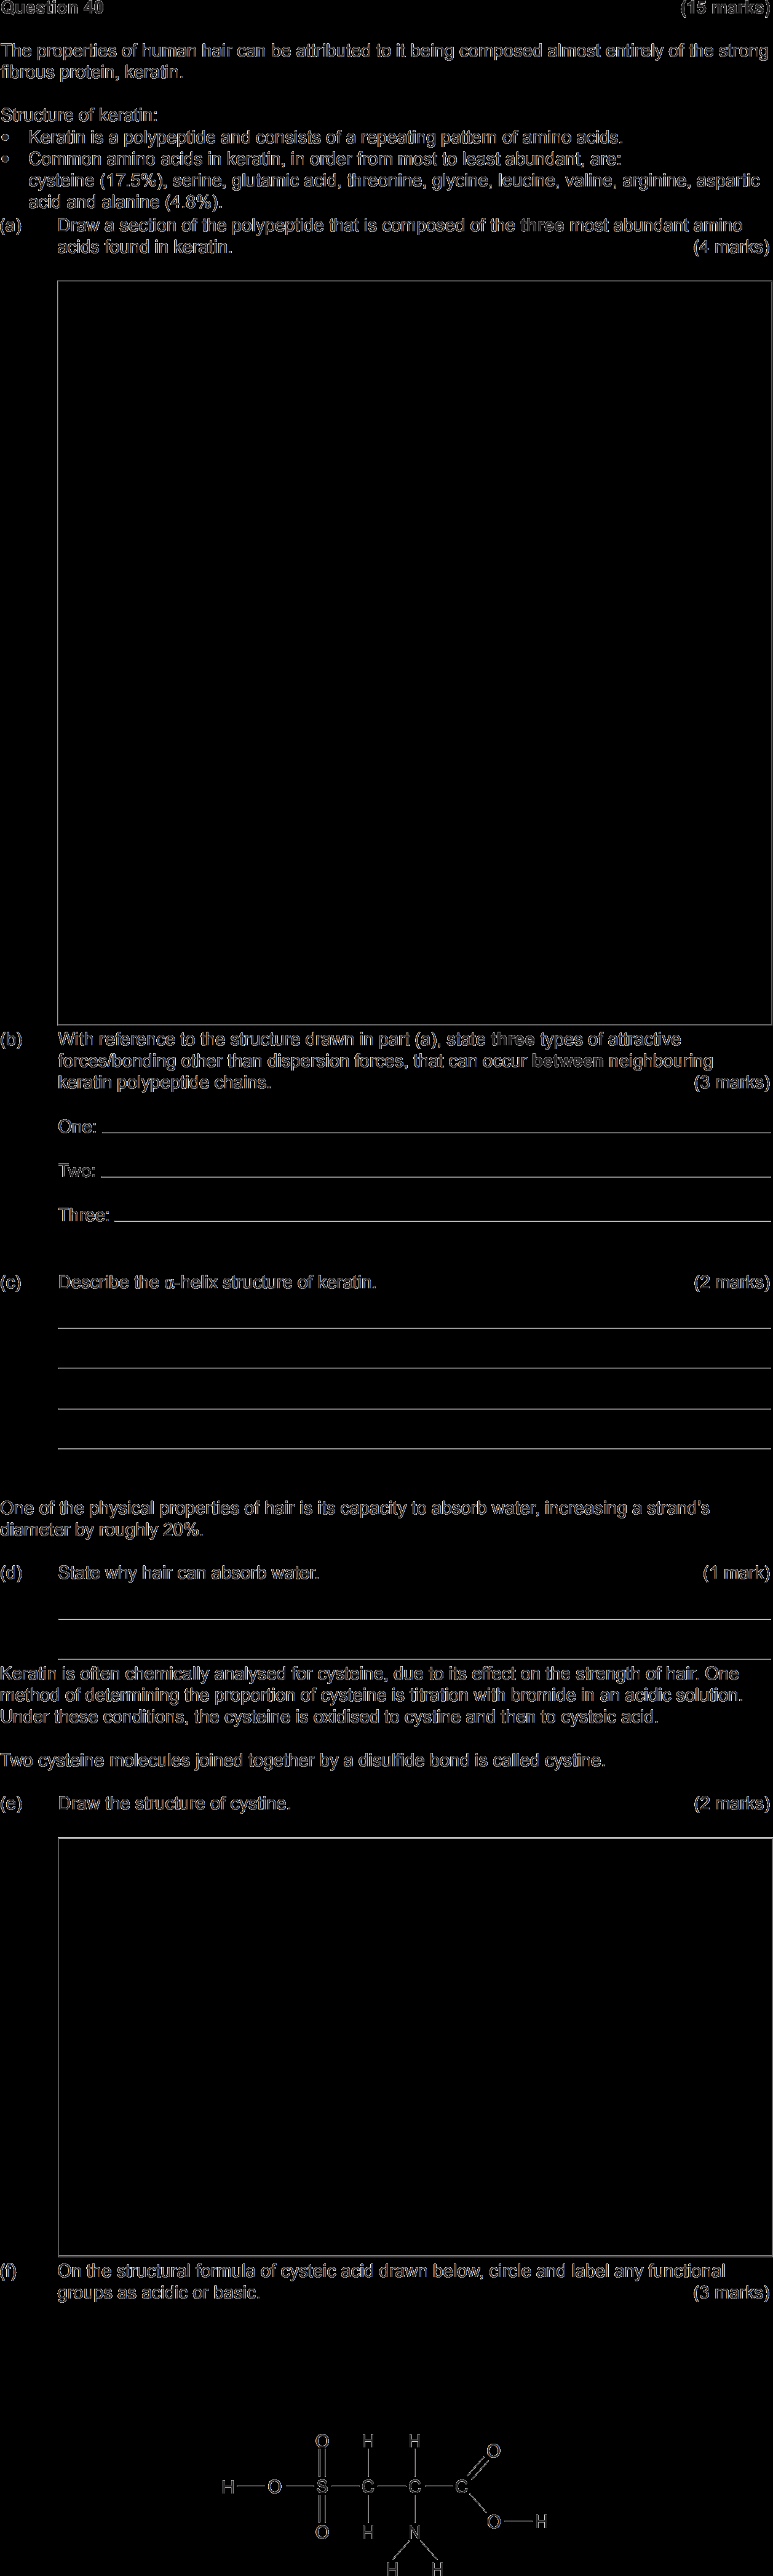 Question 40 (15 marks)
The properties of human hair can be attributed to it being composed almost entirely of the strong
fibrous protein, keratin.
Structure of keratin:
• Keratin is a polypeptide and consists of a repeating pattern of amino acids.
• Common amino acids in keratin, in order from most to least abundant, are:
cysteine (17.5%), serine, glutamic acid, threonine, glycine, leucine, valine, arginine, aspartic
acid and alanine (4.8%).
(a) Draw a section of the polypeptide that is composed of the three most abundant amino
acids found in keratin. (4 marks)
(b) With reference to the structure drawn in part (a), state three types of attractive
forces/bonding other than dispersion forces, that can occur between neighbouring
keratin polypeptide chains. (3 marks)
One:
Two:
Three:
(c) Describe the α-helix structure of keratin. (2 marks)
One of the physical properties of hair is its capacity to absorb water, increasing a strand's
diameter by roughly 20%.
(d) State why hair can absorb water. (1 mark)
Keratin is often chemically analysed for cysteine, due to its effect on the strength of hair. One
method of determining the proportion of cysteine is titration with bromide in an acidic solution.
Under these conditions, the cysteine is oxidised to cystine and then to cysteic acid.
Two cysteine molecules joined together by a disulfide bond is called cystine.
(e) Draw the structure of cystine. (2 marks)
(f) On the structural formula of cysteic acid drawn below, circle and label any functional
groups as acidic or basic. (3 marks)
O H H O
H O S C C C
O H N O H
H H